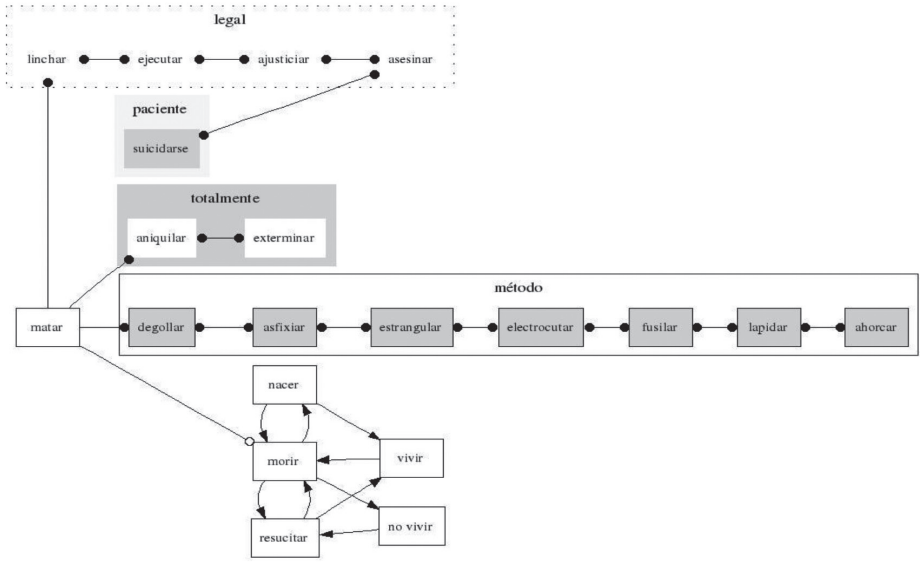 legal
linchar ejecutar ajusticiar asesinar
paciente
suicidarse
totalmente
aniquilar exterminar
método
matar degollar asfixiar estrangular electrocutar fusilar lapidar ahorcar
nacer
morir vivir
resucitar no vivir